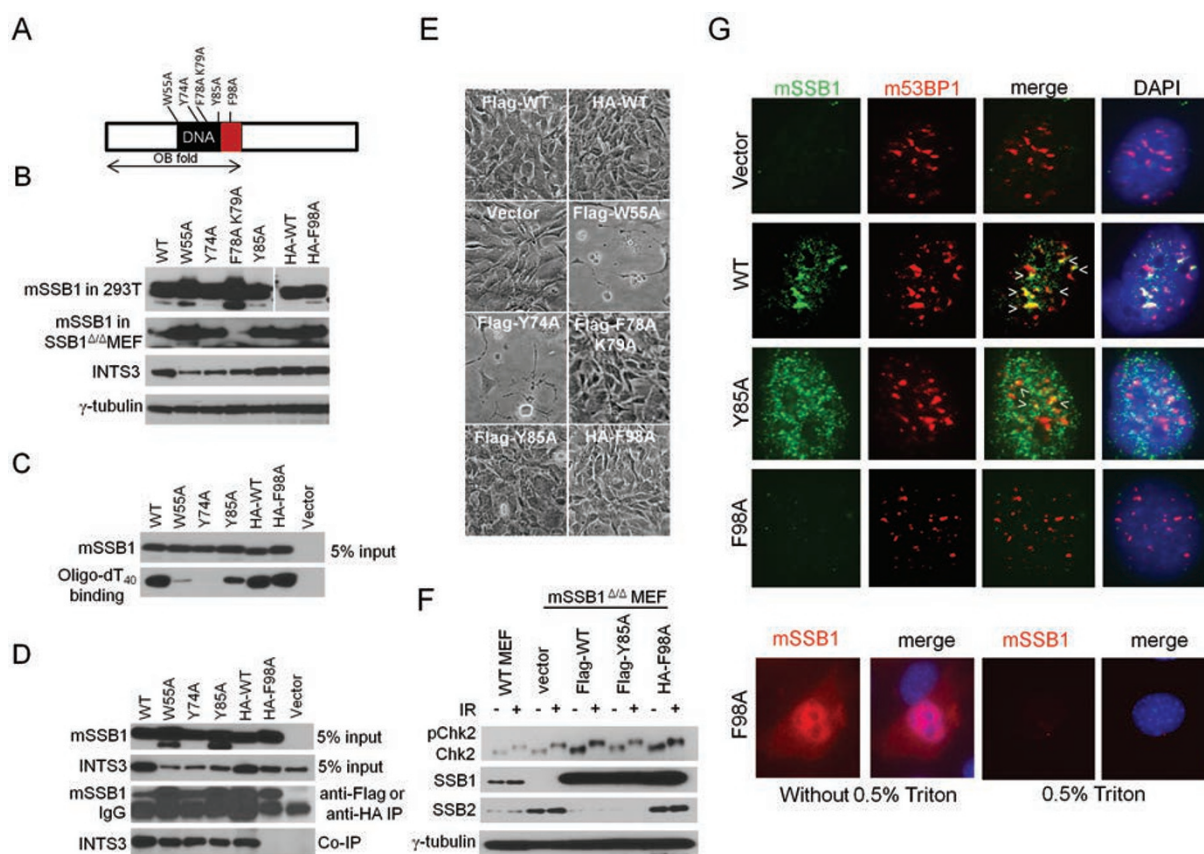 A
W55A
Y74A
F78A K79A
Y85A
F98A
DNA
OB fold
B
WT
W55A
Y74A
F78A K79A
Y85A
HA-WT
HA-F98A
mSSB1 in 293T
mSSB1 in
SSB1Δ/ΔMEF
INTS3
γ-tubulin
C
WT
W55A
Y74A
Y85A
HA-WT
HA-F98A
Vector
mSSB1
5% input
Oligo-dT40
binding
D
WT
W55A
Y74A
Y85A
HA-WT
HA-F98A
Vector
mSSB1
5% input
INTS3
5% input
mSSB1
anti-Flag or
IgG
anti-HA IP
INTS3
Co-IP
E
Flag-WT
HA-WT
Vector
Flag-W55A
Flag-Y74A
Flag-F78A
K79A
Flag-Y85A
HA-F98A
F
mSSB1 Δ/Δ MEF
WT MEF
vector
Flag-WT
Flag-Y85A
HA-F98A
IR - + - + - + - + - +
pChk2
Chk2
SSB1
SSB2
γ-tubulin
G
mSSB1 m53BP1 merge DAPI
Vector
WT
> < < > < >
Y85A
> <
F98A
mSSB1 merge mSSB1 merge
F98A
Without 0.5% Triton 0.5% Triton